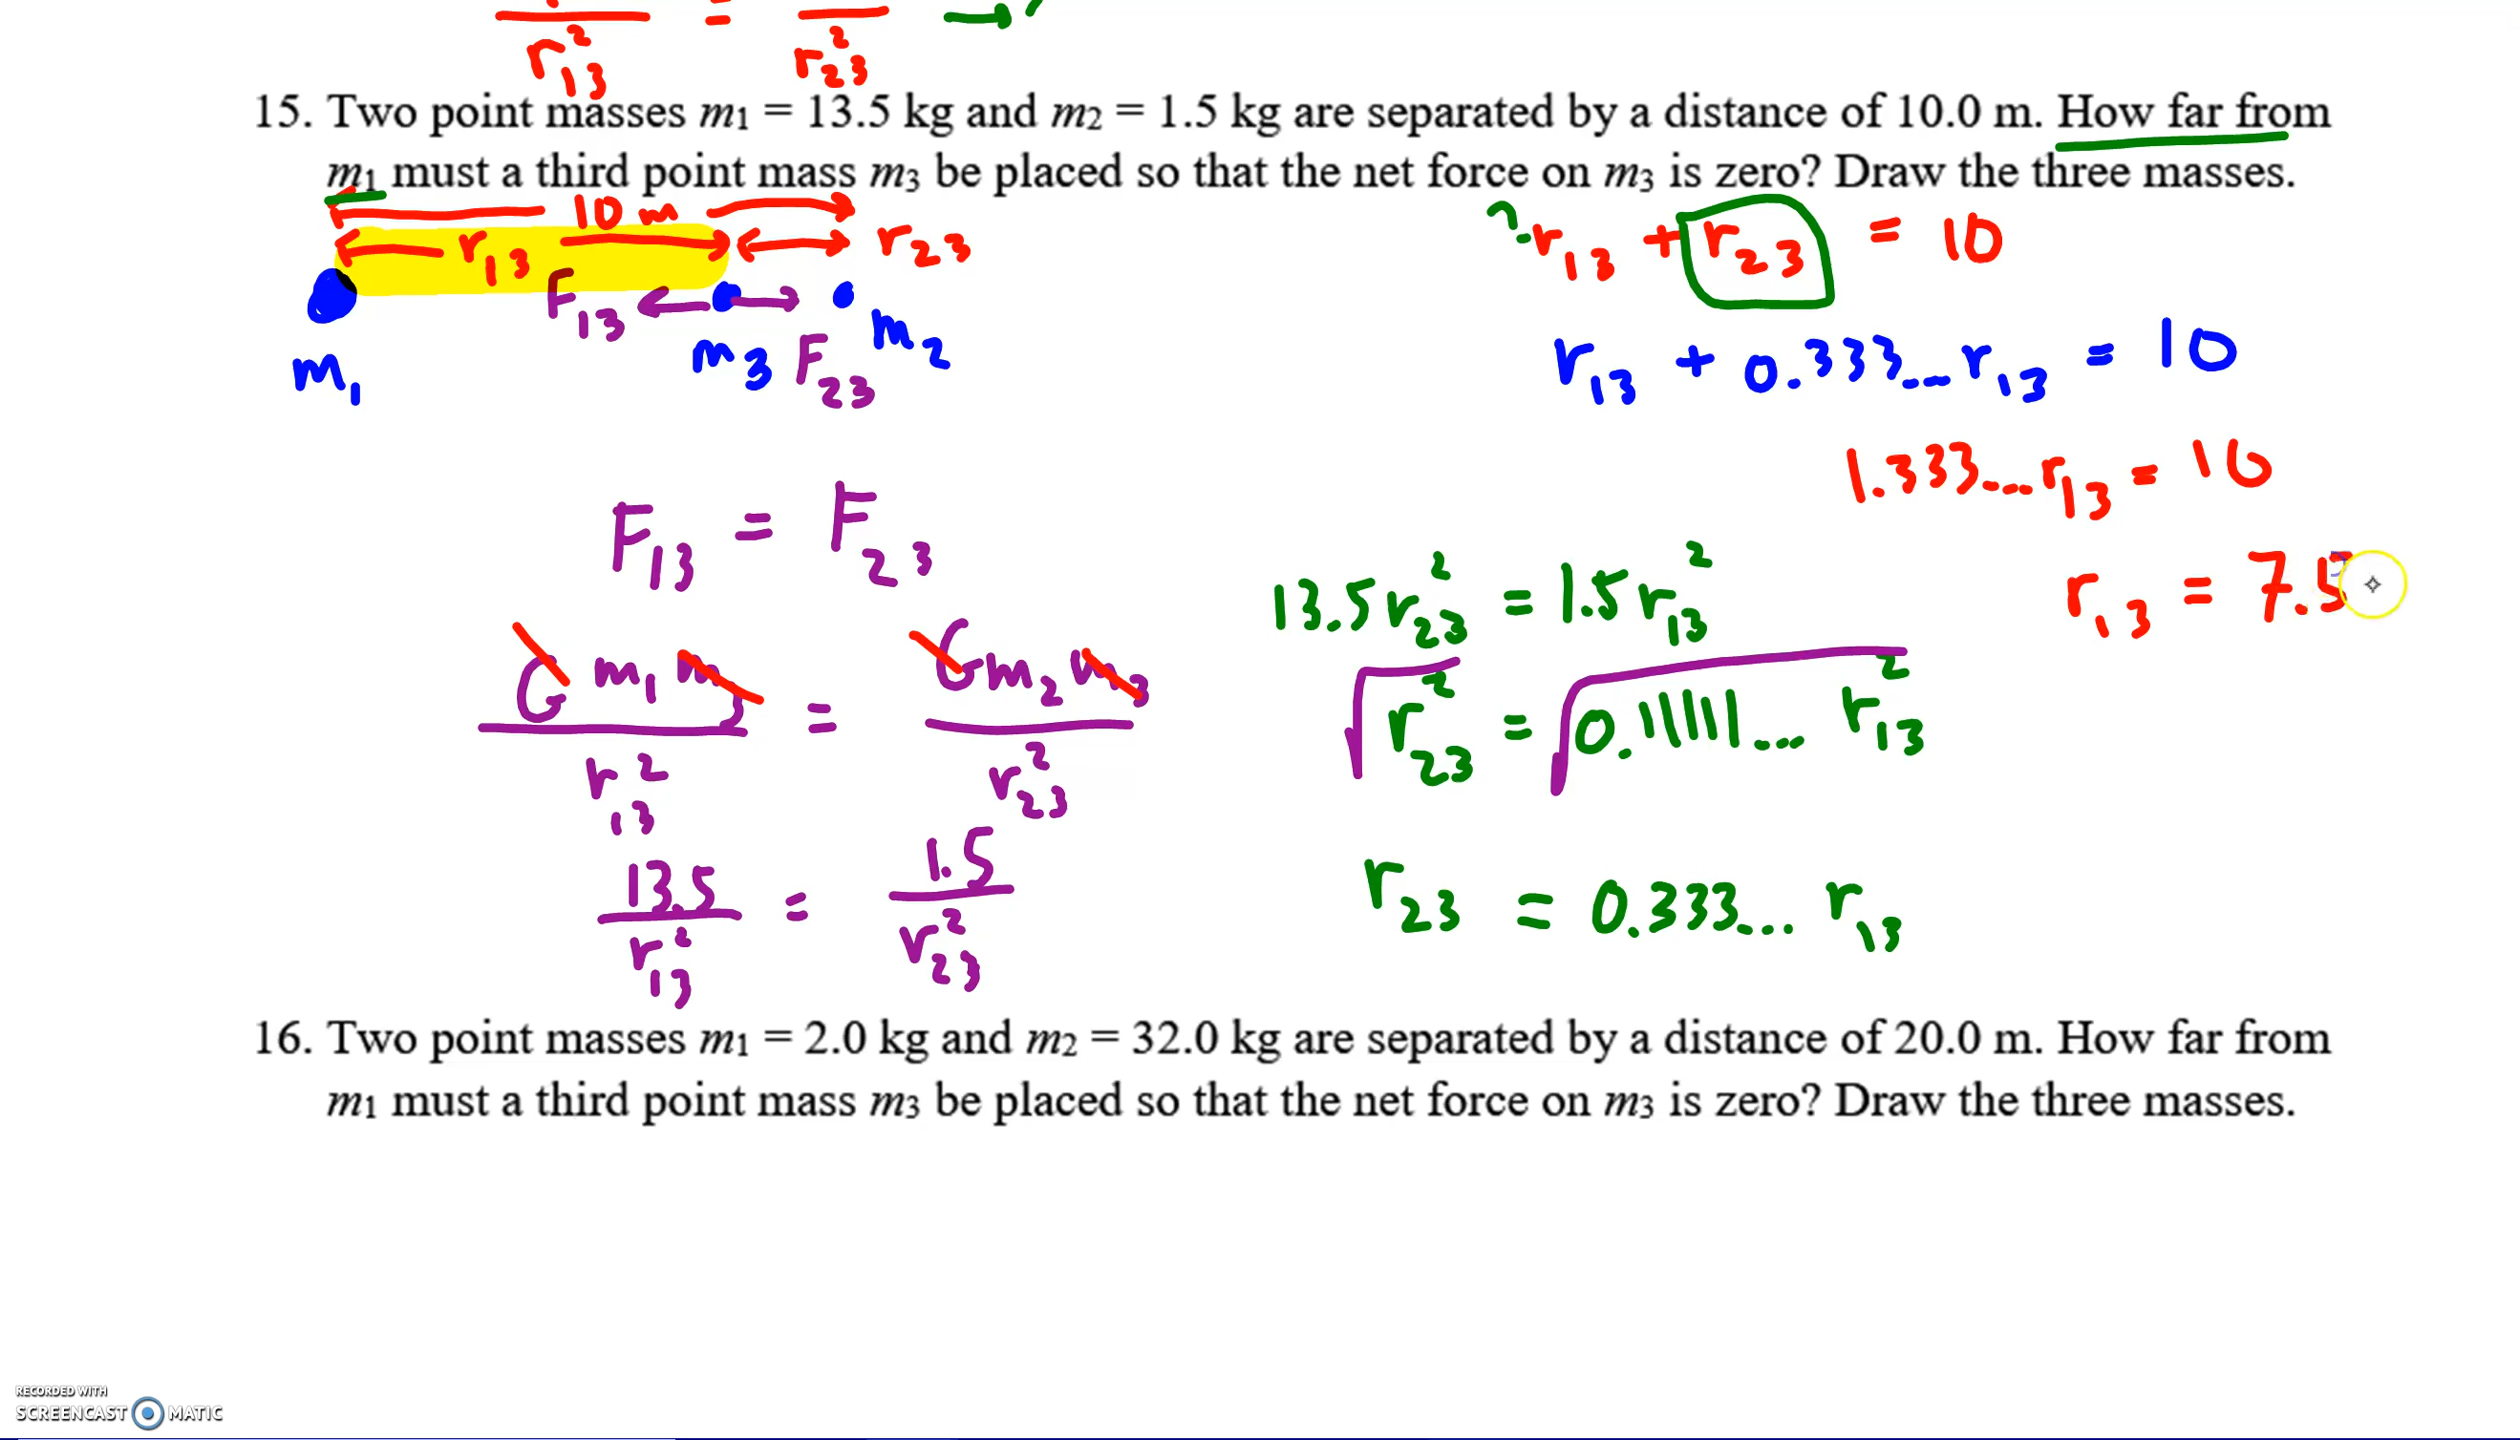 r₁₃² = r₂₃²
15. Two point masses m₁ = 13.5 kg and m₂ = 1.5 kg are separated by a distance of 10.0 m. How far from
m₁ must a third point mass m₃ be placed so that the net force on m₃ is zero? Draw the three masses.
10 m
r₁₃ r₂₃
F₁₃
m₁ m₃ F₂₃ m₂
F₁₃ = F₂₃
G m₁ m₃ / r₁₃² = G m₂ m₃ / r₂₃²
13.5 / r₁₃² = 1.5 / r₂₃²
13.5 r₂₃² = 1.5 r₁₃²
√r₂₃² = √0.11111... r₁₃²
r₂₃ = 0.333... r₁₃
? r₁₃ + r₂₃ = 10
r₁₃ + 0.333... r₁₃ = 10
1.333... r₁₃ = 10
r₁₃ = 7.5
16. Two point masses m₁ = 2.0 kg and m₂ = 32.0 kg are separated by a distance of 20.0 m. How far from
m₁ must a third point mass m₃ be placed so that the net force on m₃ is zero? Draw the three masses.
RECORDED WITH
SCREENCAST MATIC